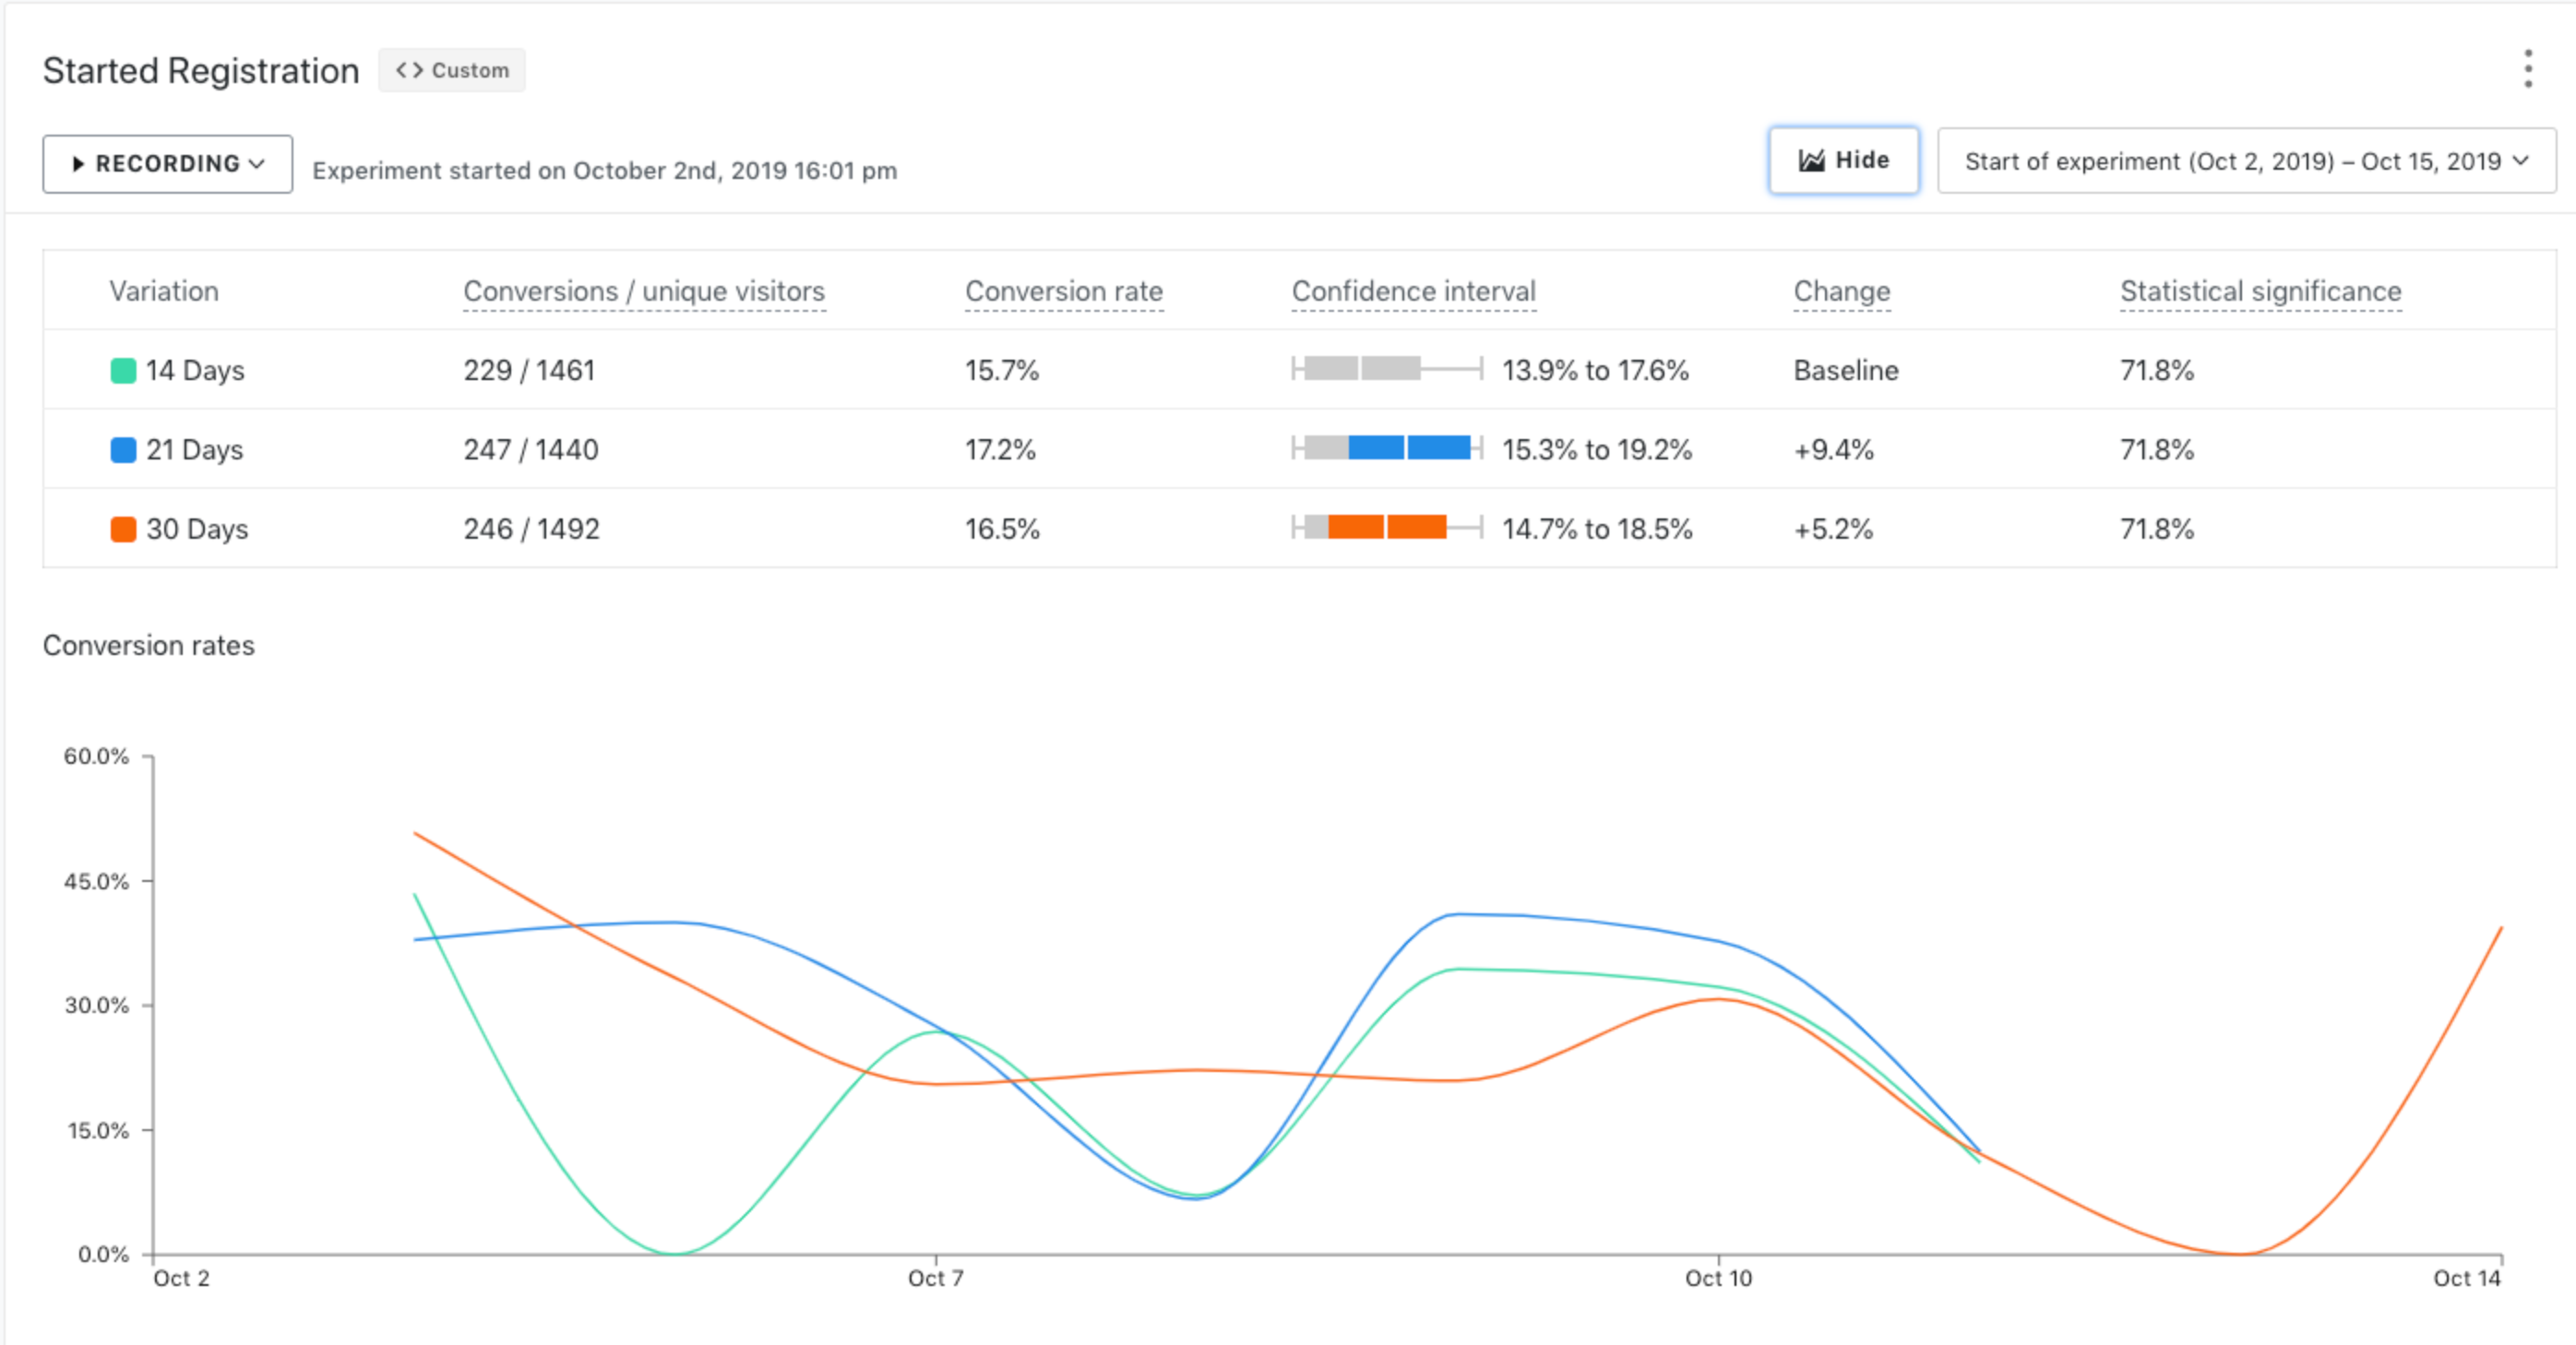 Started Registration <> Custom
RECORDING Experiment started on October 2nd, 2019 16:01 pm Hide Start of experiment (Oct 2, 2019) – Oct 15, 2019
Variation Conversions / unique visitors Conversion rate Confidence interval Change Statistical significance
14 Days 229 / 1461 15.7% 13.9% to 17.6% Baseline 71.8%
21 Days 247 / 1440 17.2% 15.3% to 19.2% +9.4% 71.8%
30 Days 246 / 1492 16.5% 14.7% to 18.5% +5.2% 71.8%
Conversion rates
60.0%
45.0%
30.0%
15.0%
0.0%
Oct 2 Oct 7 Oct 10 Oct 14